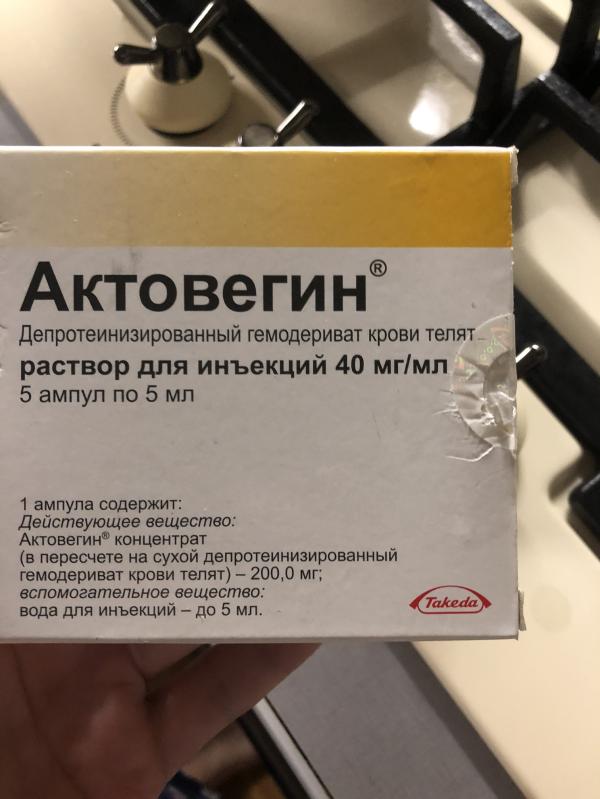 Актовегин®
Депротеинизированный гемодериват крови телят
раствор для инъекций 40 мг/мл
5 ампул по 5 мл
1 ампула содержит:
Действующее вещество:
Актовегин® концентрат
(в пересчете на сухой депротеинизированный
гемодериват крови телят) – 200,0 мг;
вспомогательное вещество:
вода для инъекций – до 5 мл.
Takeda